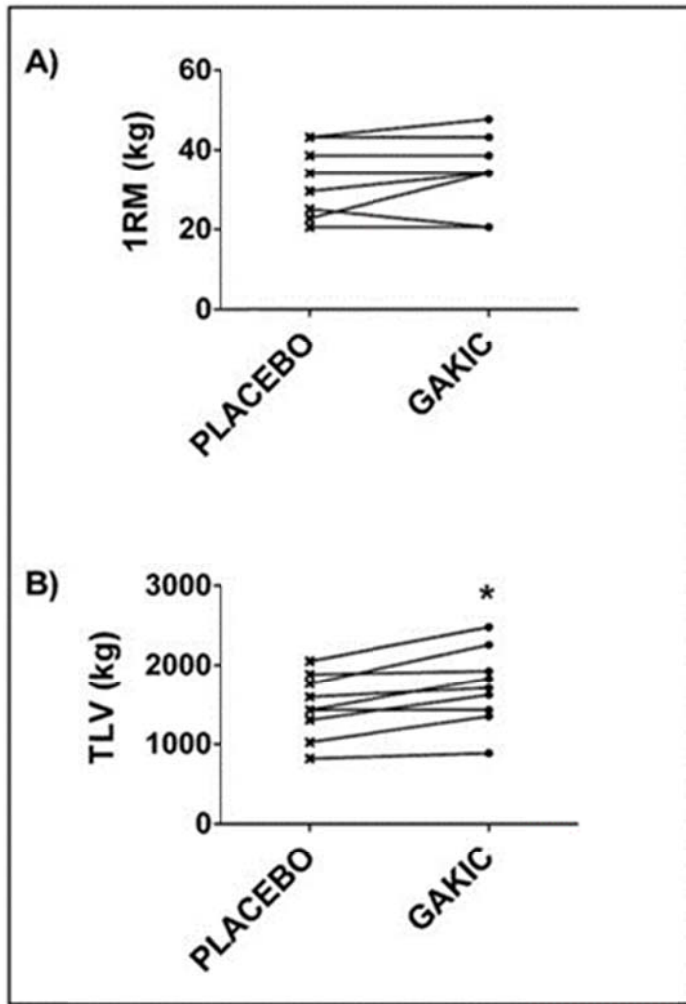 A)
1RM (kg)
60
40
20
0
PLACEBO
GAKIC
B)
TLV (kg)
3000
2000
1000
0
*
PLACEBO
GAKIC